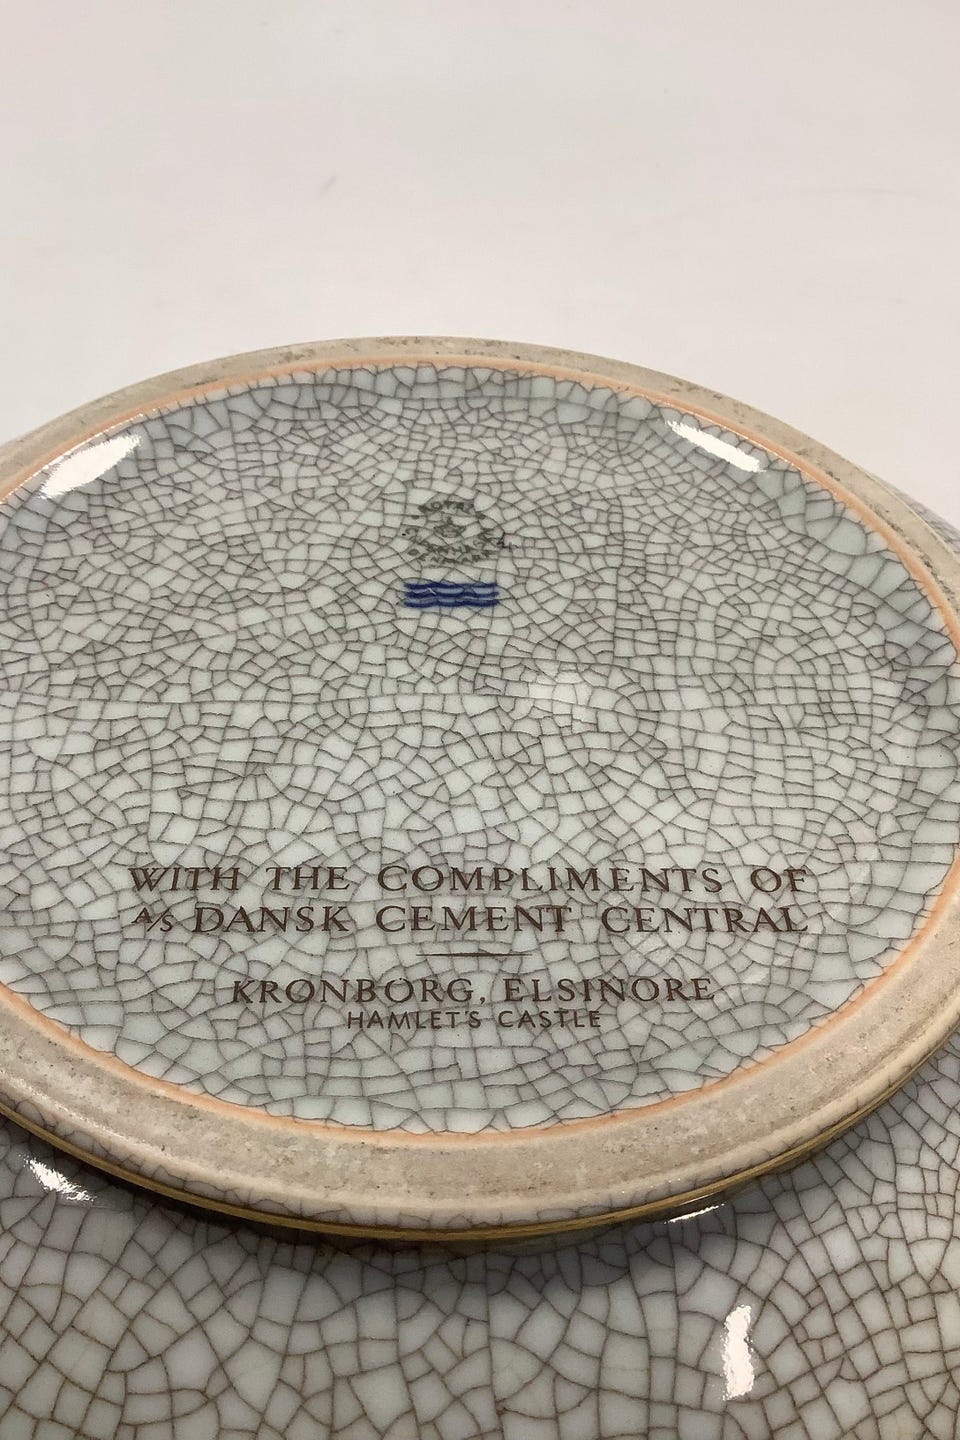 WITH THE COMPLIMENTS OF
A/S DANSK CEMENT CENTRAL
KRONBORG, ELSINORE
HAMLET'S CASTLE